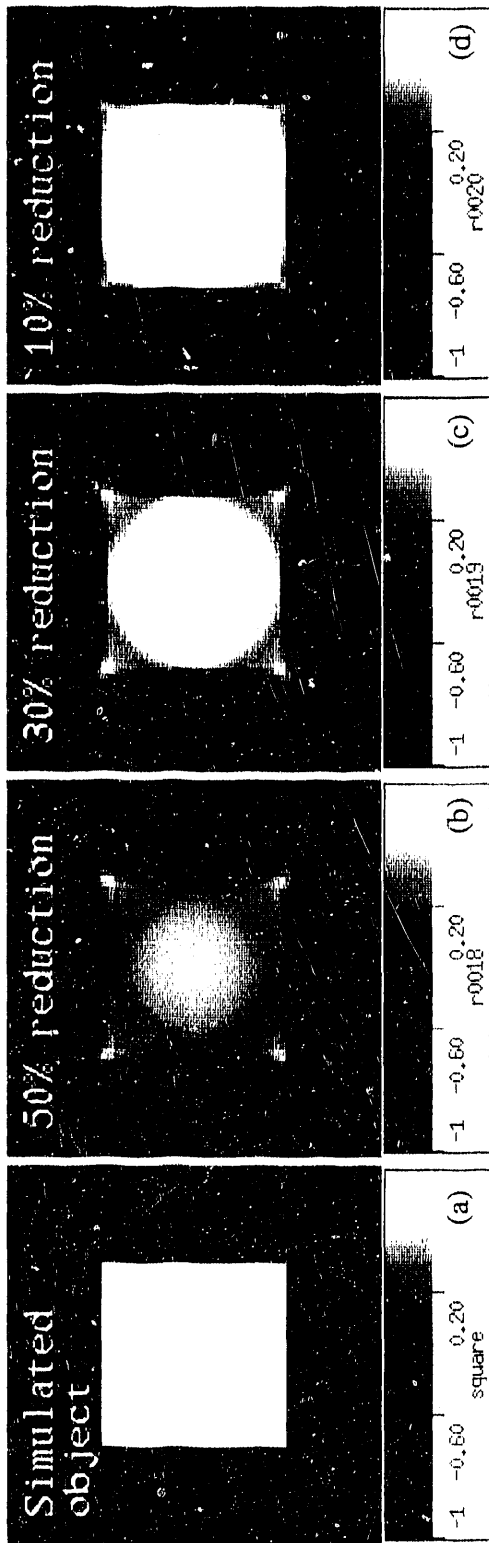 Simulated
object
-1 -0.60 0.20
square
(a)
50% reduction
-1 -0.60 0.20
r0018
(b)
30% reduction
-1 -0.60 0.20
r0019
(c)
10% reduction
-1 -0.60 0.20
r0020
(d)